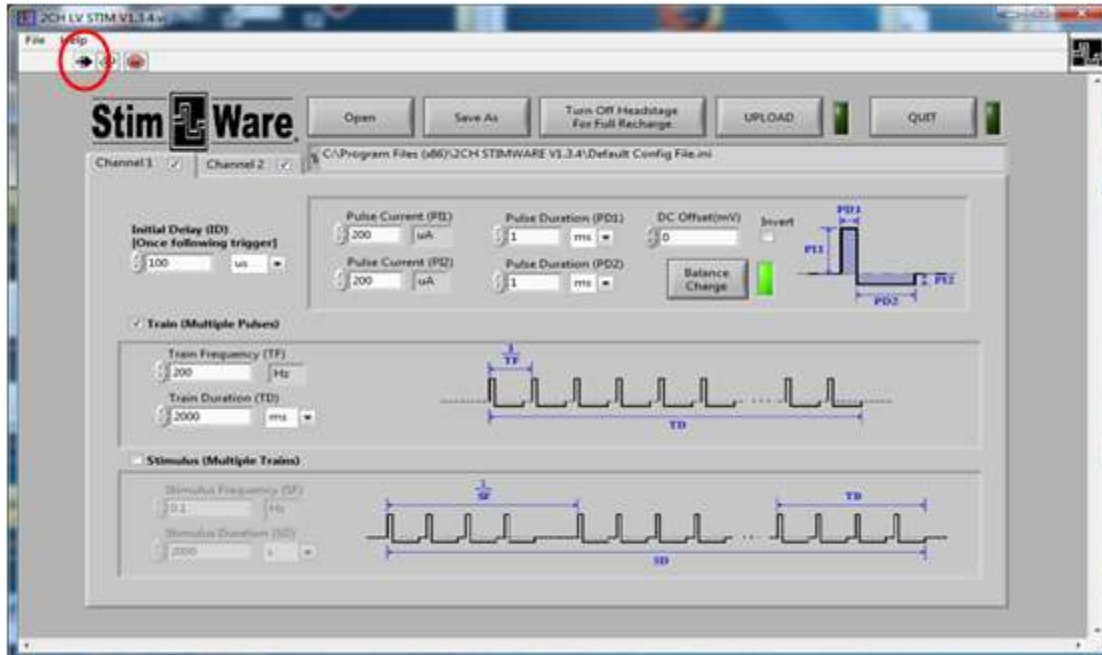 2CH LV STIM V1.3.4.vi
File Help
Stim Ware
Open
Save As
Turn Off Headstage
For Full Recharge
UPLOAD
QUIT
Channel 1
Channel 2
C:\Program Files (x86)\2CH STIMWARE V1.3.4\Default Config File.ini
Initial Delay (ID)
[Once following trigger]
100 us
Pulse Current (PI1)
200 uA
Pulse Current (PI2)
200 uA
Pulse Duration (PD1)
1 ms
Pulse Duration (PD2)
1 ms
DC Offset(mV)
0
Invert
Balance
Charge
PD1
PI1
PI2
PD2
Train (Multiple Pulses)
Train Frequency (TF)
200 Hz
Train Duration (TD)
2000 ms
1
TF
TD
Stimulus (Multiple Trains)
Stimulus Frequency (SF)
0.1 Hz
Stimulus Duration (SD)
2000 s
1
SF
TD
SD